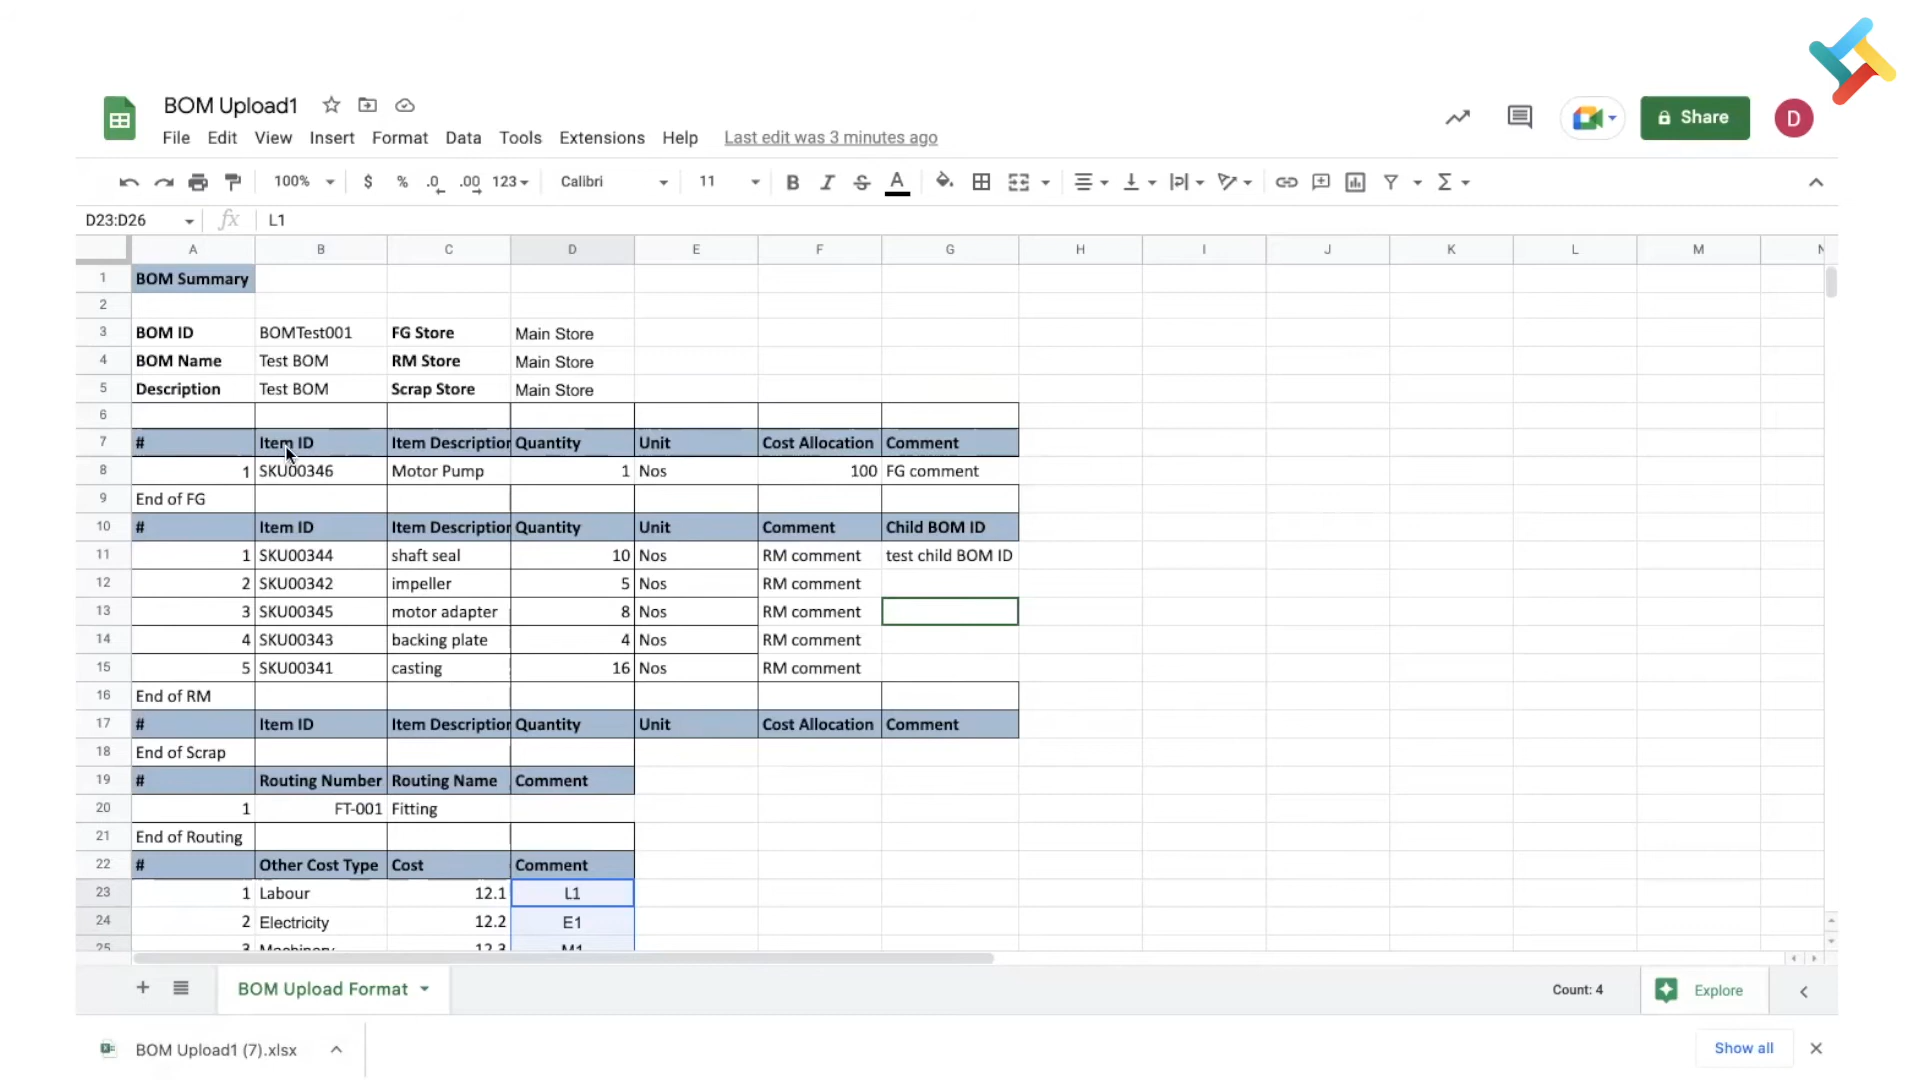 BOM Upload1
File Edit View Insert Format Data Tools Extensions Help Last edit was 3 minutes ago
Share
D
100% $ % .0 .00 123 Calibri 11 B I S A
D23:D26 fx L1
A B C D E F G H I J K L M N
1 BOM Summary
2
3 BOM ID BOMTest001 FG Store Main Store
4 BOM Name Test BOM RM Store Main Store
5 Description Test BOM Scrap Store Main Store
6
7 # Item ID Item Description Quantity Unit Cost Allocation Comment
8 1 SKU00346 Motor Pump 1 Nos 100 FG comment
9 End of FG
10 # Item ID Item Description Quantity Unit Comment Child BOM ID
11 1 SKU00344 shaft seal 10 Nos RM comment test child BOM ID
12 2 SKU00342 impeller 5 Nos RM comment
13 3 SKU00345 motor adapter 8 Nos RM comment
14 4 SKU00343 backing plate 4 Nos RM comment
15 5 SKU00341 casting 16 Nos RM comment
16 End of RM
17 # Item ID Item Description Quantity Unit Cost Allocation Comment
18 End of Scrap
19 # Routing Number Routing Name Comment
20 1 FT-001 Fitting
21 End of Routing
22 # Other Cost Type Cost Comment
23 1 Labour 12.1 L1
24 2 Electricity 12.2 E1
25 3 Machinery 12.3 M1
BOM Upload Format Count: 4 Explore
BOM Upload1 (7).xlsx Show all